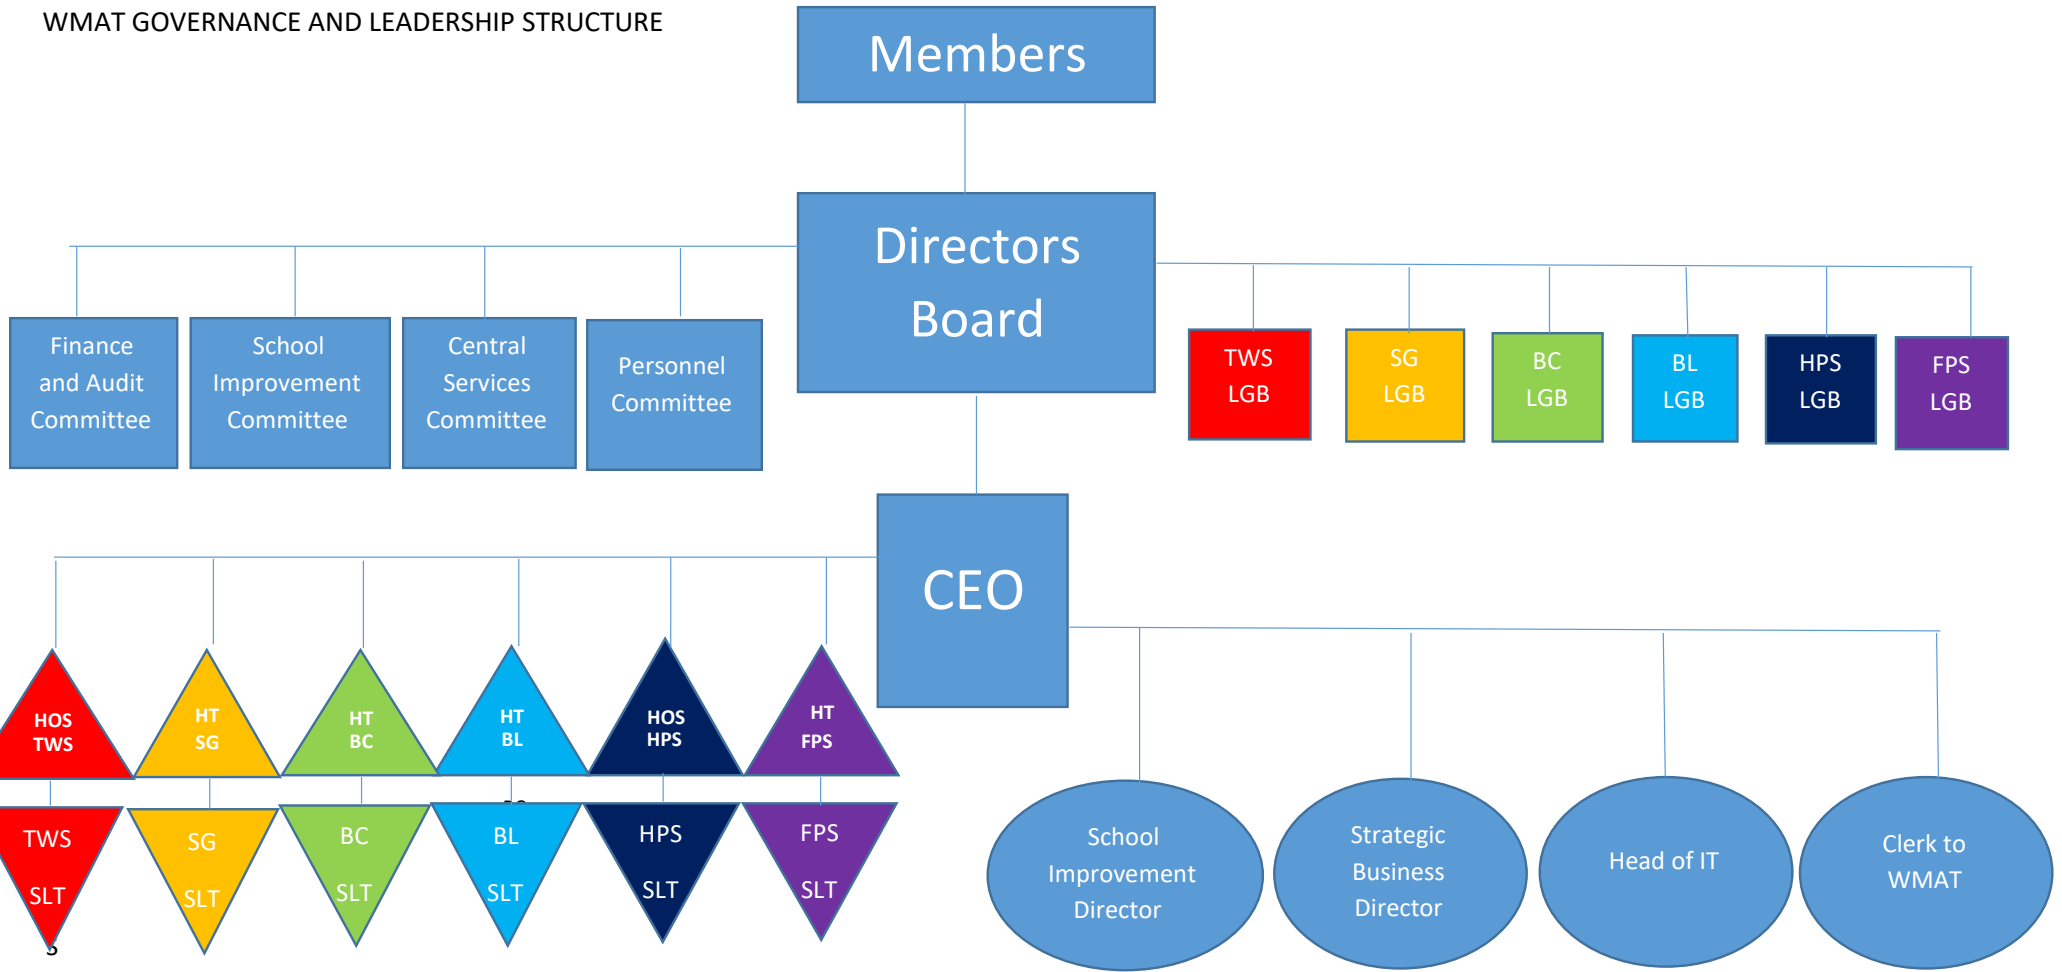 WMAT GOVERNANCE AND LEADERSHIP STRUCTURE
Members
Directors
Board
Finance
and Audit
Committee
School
Improvement
Committee
Central
Services
Committee
Personnel
Committee
TWS
LGB
SG
LGB
BC
LGB
BL
LGB
HPS
LGB
FPS
LGB
CEO
HOS
TWS
HT
SG
HT
BC
HT
BL
HOS
HPS
HT
FPS
TWS
SLT
SG
SLT
BC
SLT
BL
SLT
HPS
SLT
FPS
SLT
School
Improvement
Director
Strategic
Business
Director
Head of IT
Clerk to
WMAT